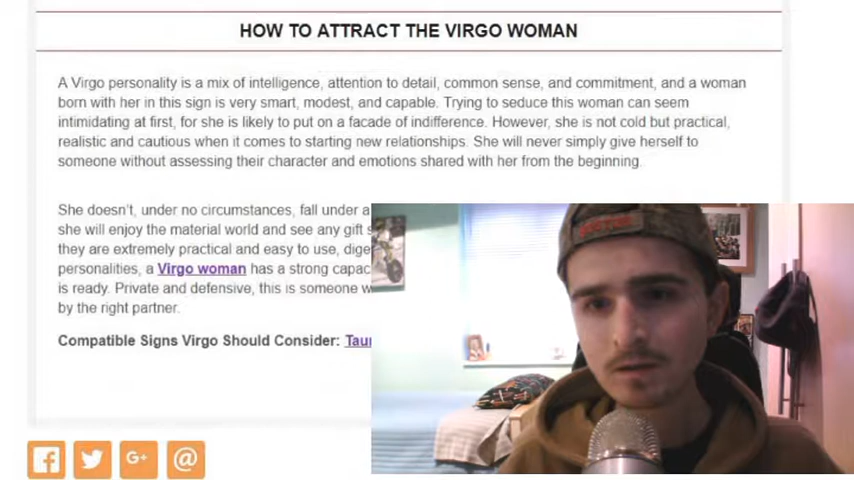 HOW TO ATTRACT THE VIRGO WOMAN
A Virgo personality is a mix of intelligence, attention to detail, common sense, and commitment, and a woman
born with her in this sign is very smart, modest, and capable. Trying to seduce this woman can seem
intimidating at first, for she is likely to put on a facade of indifference. However, she is not cold but practical,
realistic and cautious when it comes to starting new relationships. She will never simply give herself to
someone without assessing their character and emotions shared with her from the beginning.
She doesn't, under no circumstances, fall under a
she will enjoy the material world and see any gift
they are extremely practical and easy to use,
personalities, a Virgo woman has a strong
is ready. Private and defensive, this is someone
by the right partner.
Compatible Signs Virgo Should Consider:
G+
@